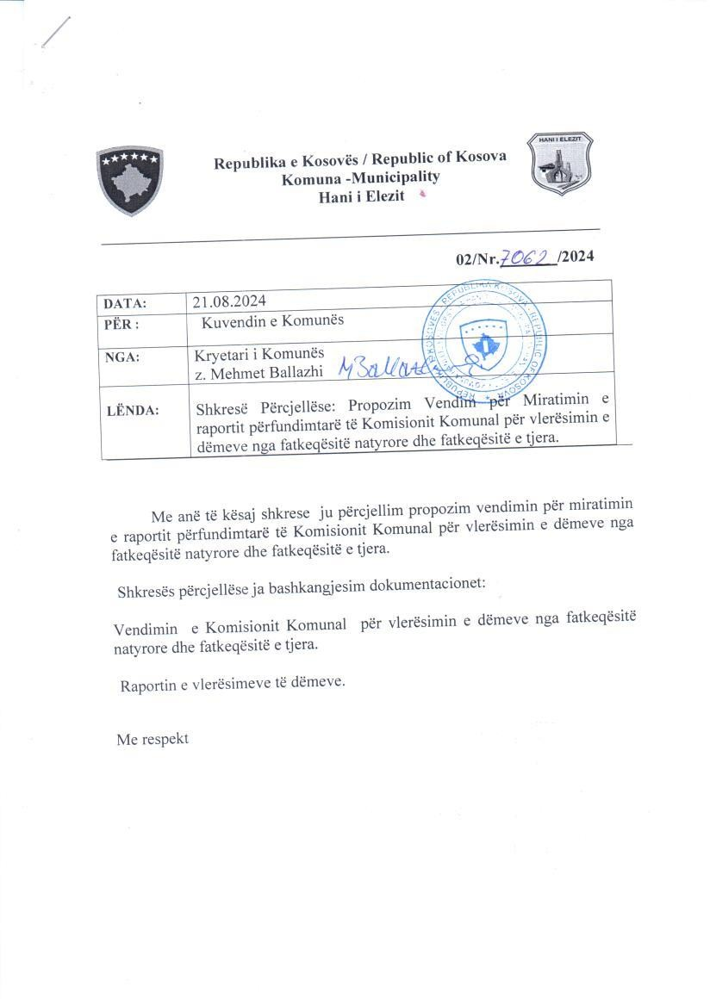 HANI I ELEZIT
Republika e Kosovës / Republic of Kosova
Komuna -Municipality
Hani i Elezit
02/Nr.7062/2024
DATA: 21.08.2024
PËR : Kuvendin e Komunës
NGA: Kryetari i Komunës
z. Mehmet Ballazhi MBallazhi
REPUBLIKA E KOSOVËS REPUBLIC OF KOSOVA
LËNDA: Shkresë Përcjellëse: Propozim Vendim për Miratimin e
raportit përfundimtarë të Komisionit Komunal për vlerësimin e
dëmeve nga fatkeqësitë natyrore dhe fatkeqësitë e tjera.
Me anë të kësaj shkrese ju përcjellim propozim vendimin për miratimin
e raportit përfundimtarë të Komisionit Komunal për vlerësimin e dëmeve nga
fatkeqësitë natyrore dhe fatkeqësitë e tjera.
Shkresës përcjellëse ja bashkangjesim dokumentacionet:
Vendimin e Komisionit Komunal për vlerësimin e dëmeve nga fatkeqësitë
natyrore dhe fatkeqësitë e tjera.
Raportin e vlerësimeve të dëmeve.
Me respekt